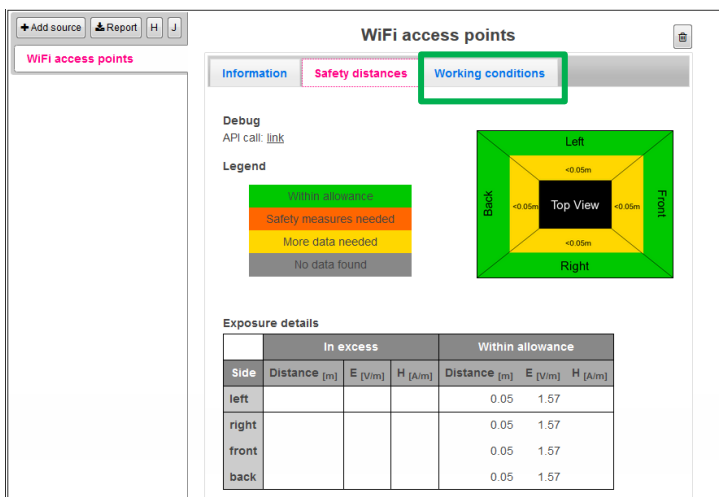 Add source Report H J
WiFi access points
WiFi access points
Information Safety distances Working conditions
Debug
API call: link
Legend
Within allowance
Safety measures needed
More data needed
No data found
Left
<0.05m
Back <0.05m Top View <0.05m Front
<0.05m
Right
Exposure details
In excess Within allowance
Side Distance [m] E [V/m] H [A/m] Distance [m] E [V/m] H [A/m]
left 0.05 1.57
right 0.05 1.57
front 0.05 1.57
back 0.05 1.57